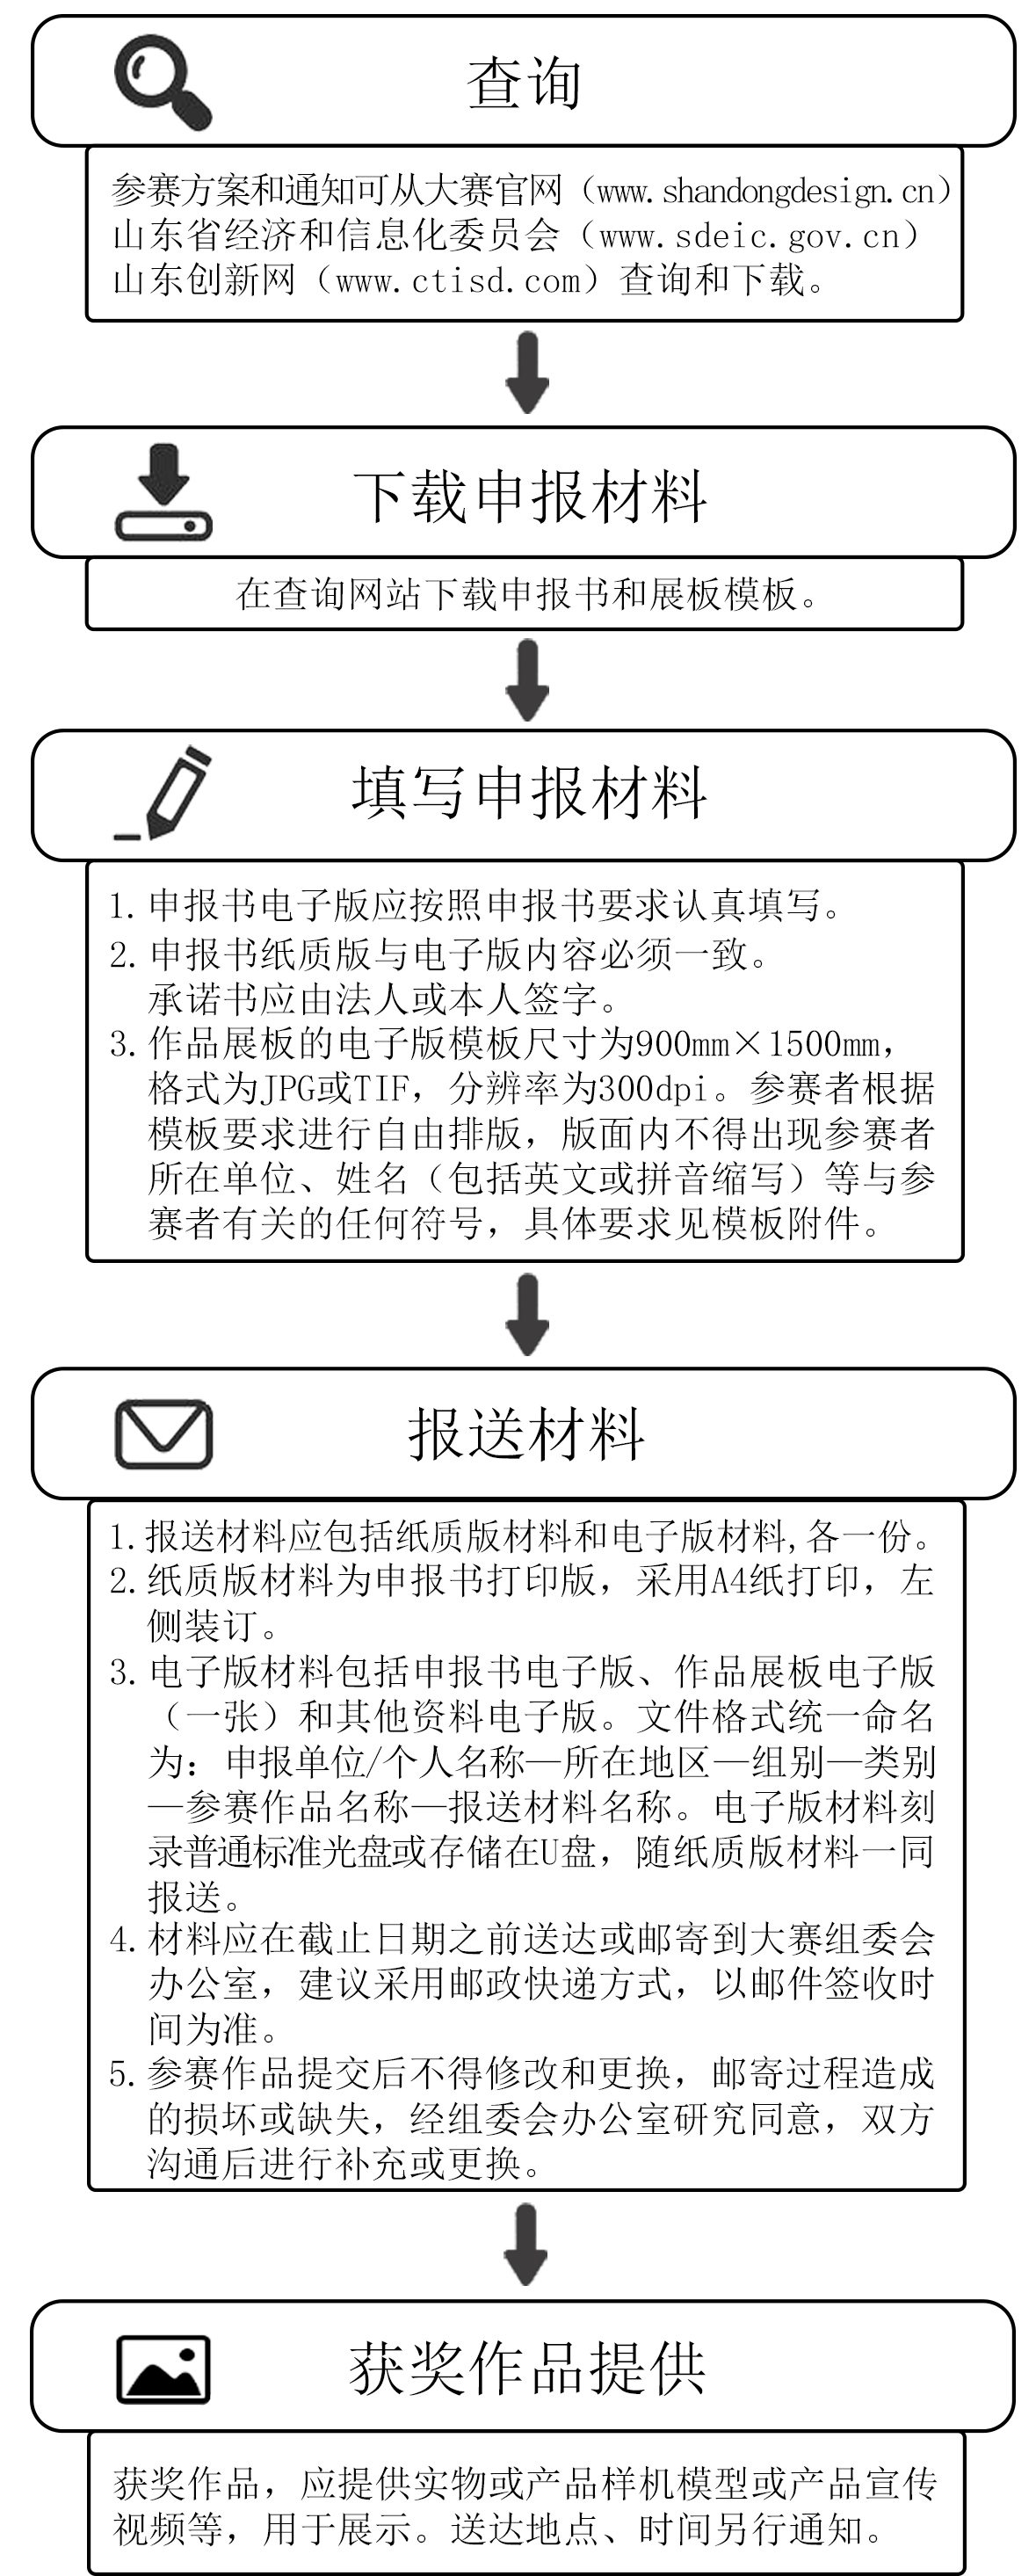 查询
参赛方案和通知可从大赛官网（www.shandongdesign.cn）
山东省经济和信息化委员会（www.sdeic.gov.cn）
山东创新网（www.ctisd.com）查询和下载。
下载申报材料
在查询网站下载申报书和展板模板。
填写申报材料
1. 申报书电子版应按照申报书要求认真填写。
2. 申报书纸质版与电子版内容必须一致。
承诺书应由法人或本人签字。
3. 作品展板的电子版模板尺寸为900mm×1500mm，
格式为JPG或TIF，分辨率为300dpi。参赛者根据
模板要求进行自由排版，版面内不得出现参赛者
所在单位、姓名（包括英文或拼音缩写）等与参
赛者有关的任何符号，具体要求见模板附件。
报送材料
1. 报送材料应包括纸质版材料和电子版材料,各一份。
2. 纸质版材料为申报书打印版，采用A4纸打印，左
侧装订。
3. 电子版材料包括申报书电子版、作品展板电子版
（一张）和其他资料电子版。文件格式统一命名
为：申报单位/个人名称—所在地区—组别—类别
—参赛作品名称—报送材料名称。电子版材料刻
录普通标准光盘或存储在U盘，随纸质版材料一同
报送。
4. 材料应在截止日期之前送达或邮寄到大赛组委会
办公室，建议采用邮政快递方式，以邮件签收时
间为准。
5. 参赛作品提交后不得修改和更换，邮寄过程造成
的损坏或缺失，经组委会办公室研究同意，双方
沟通后进行补充或更换。
获奖作品提供
获奖作品，应提供实物或产品样机模型或产品宣传
视频等，用于展示。送达地点、时间另行通知。